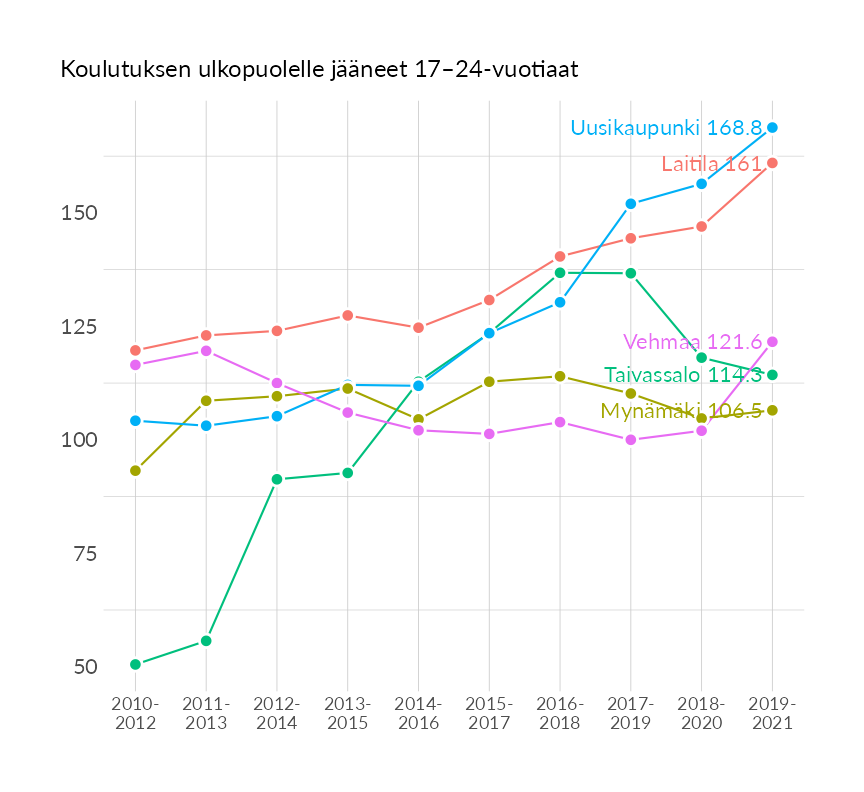 Koulutuksen ulkopuolelle jääneet 17–24-vuotiaat
Uusikaupunki 168.8
Laitila 161
150
125
Vehmaa 121.6
Taivassalo 114.3
Mynämäki 106.5
100
75
50
2010- 2011- 2012- 2013- 2014- 2015- 2016- 2017- 2018- 2019-
2012 2013 2014 2015 2016 2017 2018 2019 2020 2021